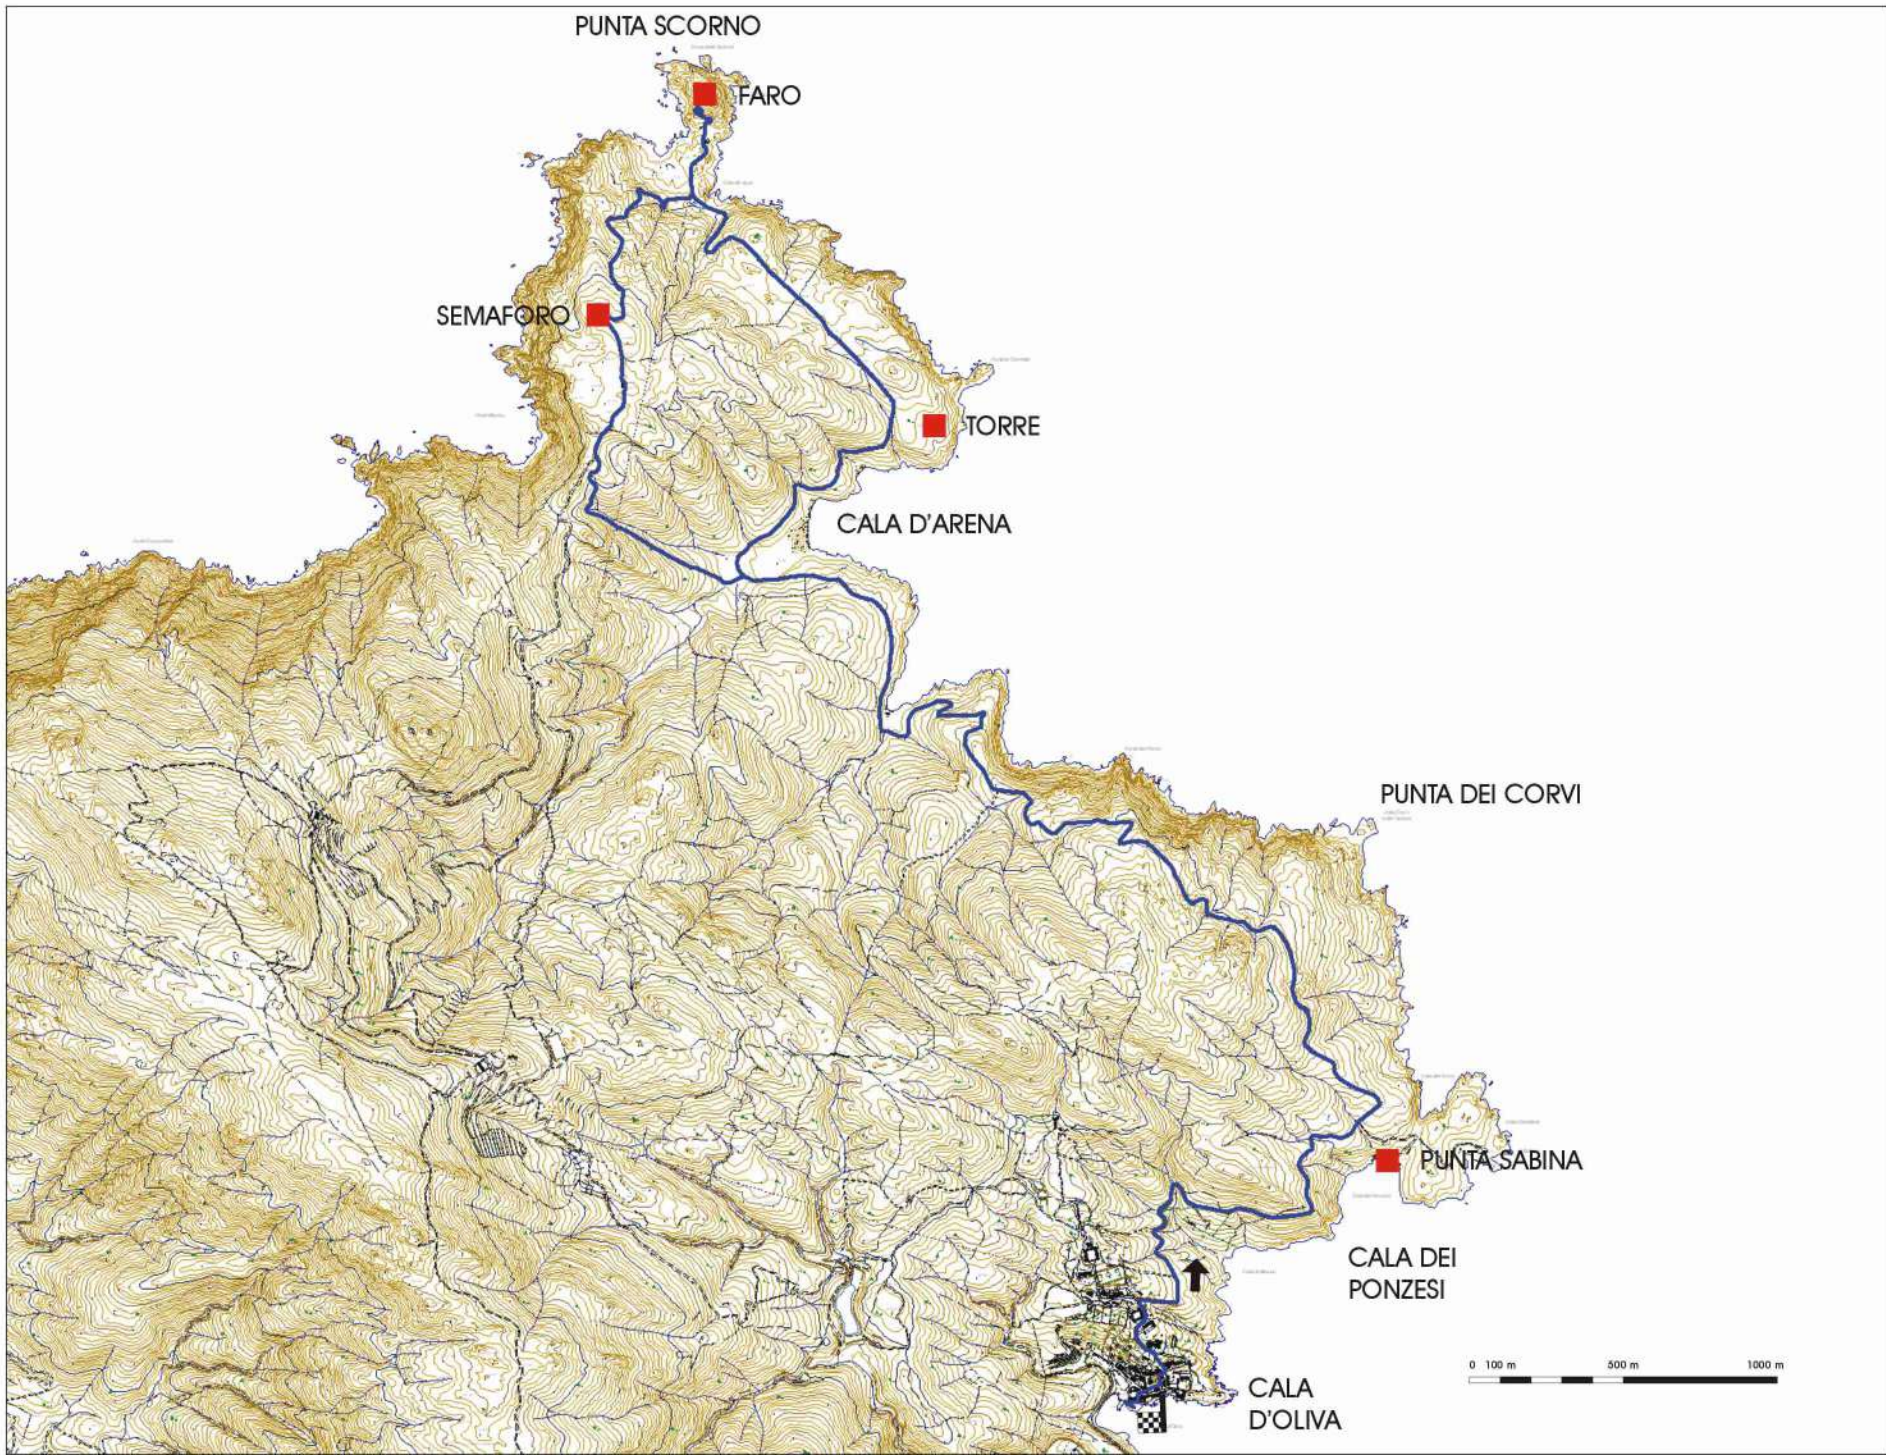 PUNTA SCORNO
FARO
SEMAFORO
TORRE
CALA D'ARENA
PUNTA DEI CORVI
PUNTA SABINA
CALA DEI
PONZESI
0 100 m 500 m 1000 m
CALA
D'OLIVA